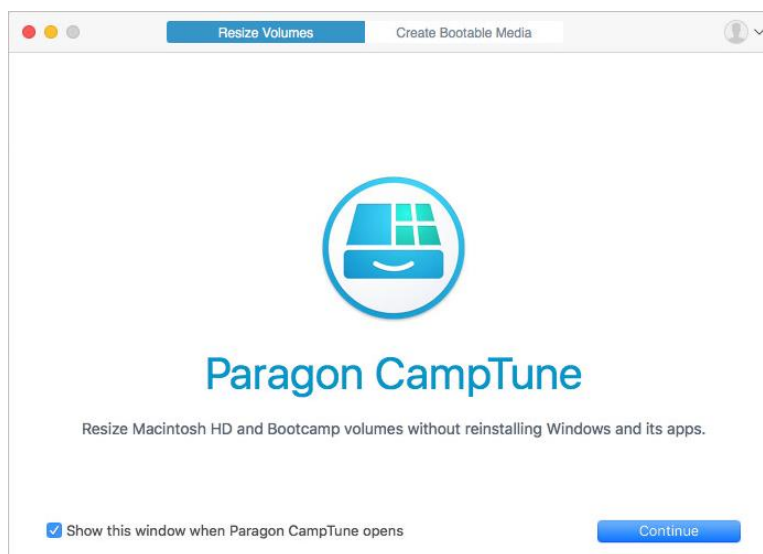 Resize Volumes
Create Bootable Media
Paragon CampTune
Resize Macintosh HD and Bootcamp volumes without reinstalling Windows and its apps.
Show this window when Paragon CampTune opens
Continue